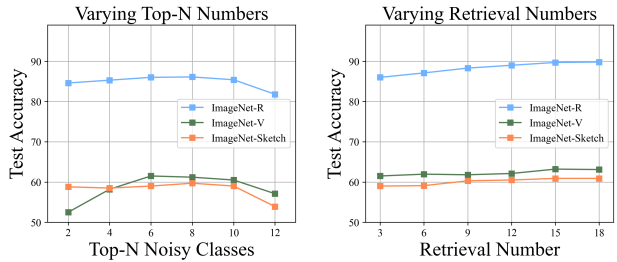 Varying Top-N Numbers
Test Accuracy
90
80
70
60
50
ImageNet-R
ImageNet-V
ImageNet-Sketch
2 4 6 8 10 12
Top-N Noisy Classes
Varying Retrieval Numbers
Test Accuracy
90
80
70
60
50
ImageNet-R
ImageNet-V
ImageNet-Sketch
3 6 9 12 15 18
Retrieval Number